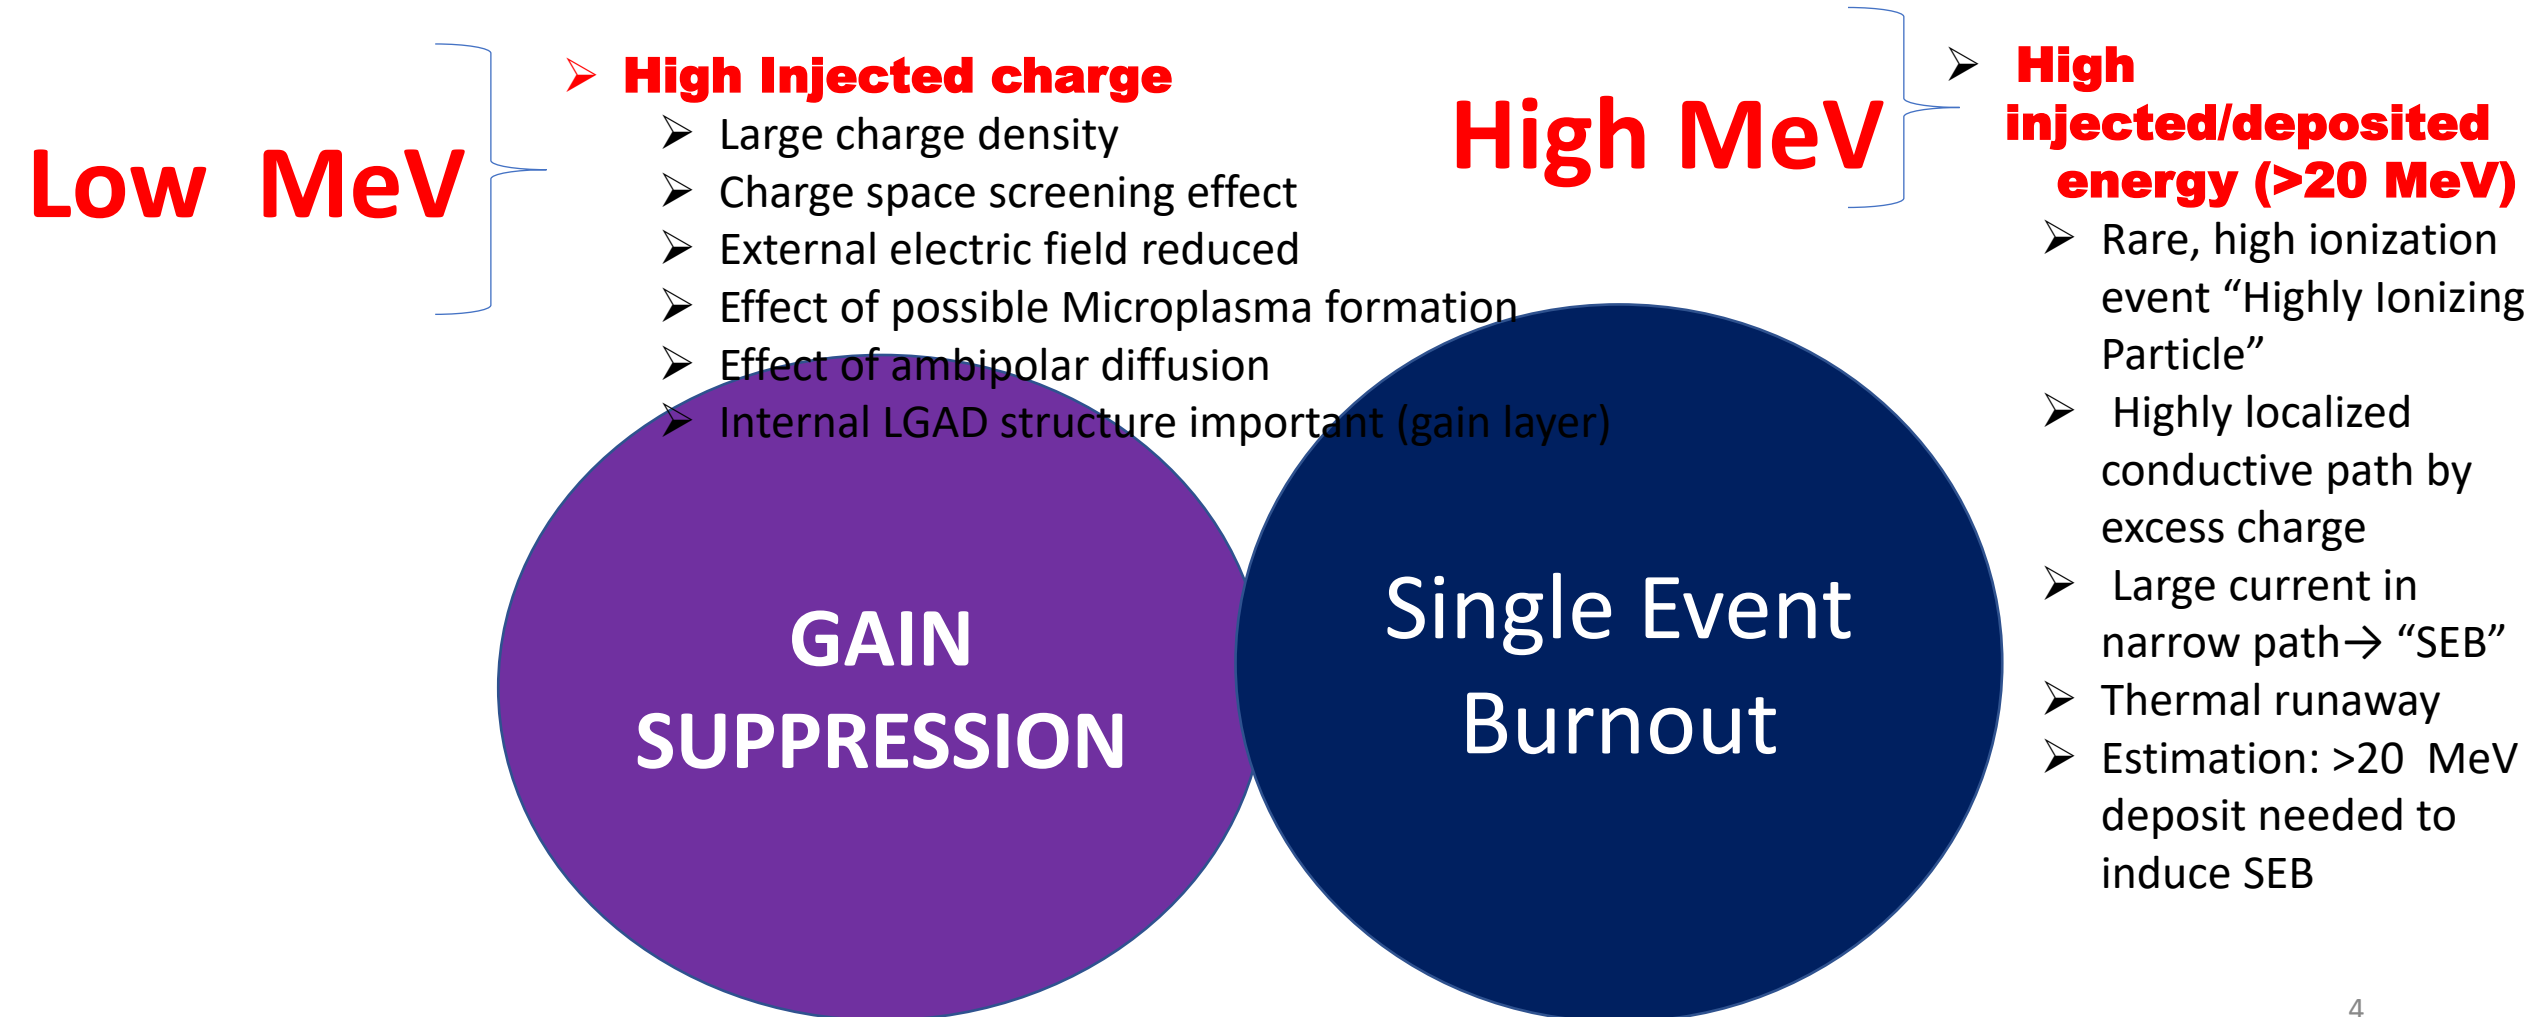 Low  MeV
➢ High Injected charge
➢ Large charge density
➢ Charge space screening effect
➢ External electric field reduced
➢ Effect of possible Microplasma formation
➢ Effect of ambipolar diffusion
➢ Internal LGAD structure important (gain layer)
GAIN
SUPPRESSION
High MeV
➢ High
injected/deposited
energy (>20 MeV)
➢ Rare, high ionization
event “Highly Ionizing
Particle”
➢ Highly localized
conductive path by
excess charge
➢ Large current in
narrow path→ “SEB”
➢ Thermal runaway
➢ Estimation: >20  MeV
deposit needed to
induce SEB
Single Event
Burnout
4